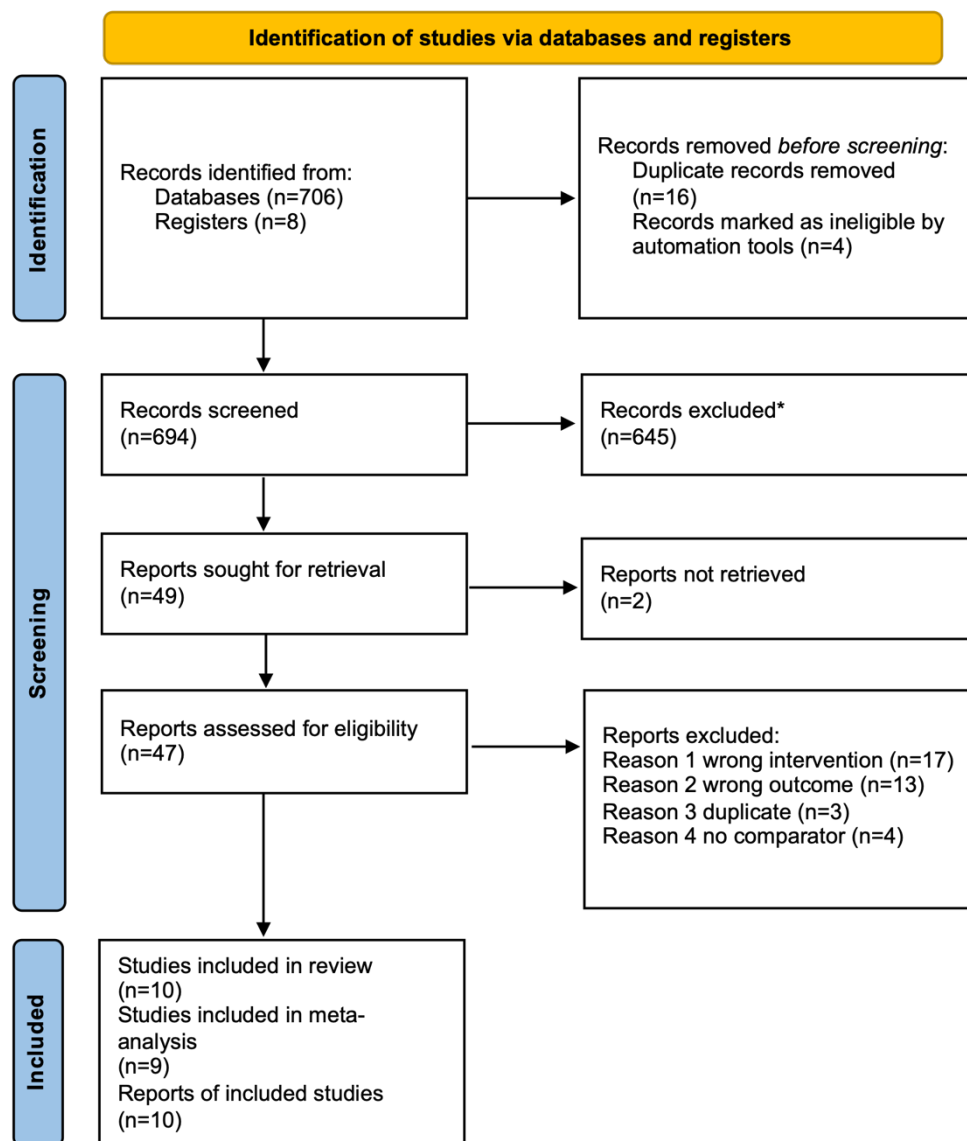 Identification of studies via databases and registers
Identification
Records identified from:
Databases (n=706)
Registers (n=8)
Records removed before screening:
Duplicate records removed
(n=16)
Records marked as ineligible by
automation tools (n=4)
Screening
Records screened
(n=694)
Records excluded*
(n=645)
Reports sought for retrieval
(n=49)
Reports not retrieved
(n=2)
Reports assessed for eligibility
(n=47)
Reports excluded:
Reason 1 wrong intervention (n=17)
Reason 2 wrong outcome (n=13)
Reason 3 duplicate (n=3)
Reason 4 no comparator (n=4)
Included
Studies included in review
(n=10)
Studies included in meta-
analysis
(n=9)
Reports of included studies
(n=10)